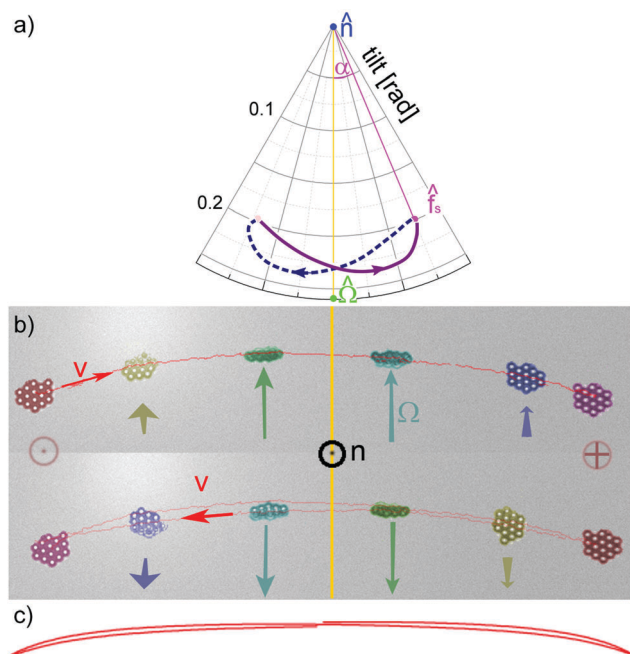 a)
n̂
α
tilt [rad]
0.1
0.2
f̂s
Ω̂
b)
v
Ω
n
v
c)